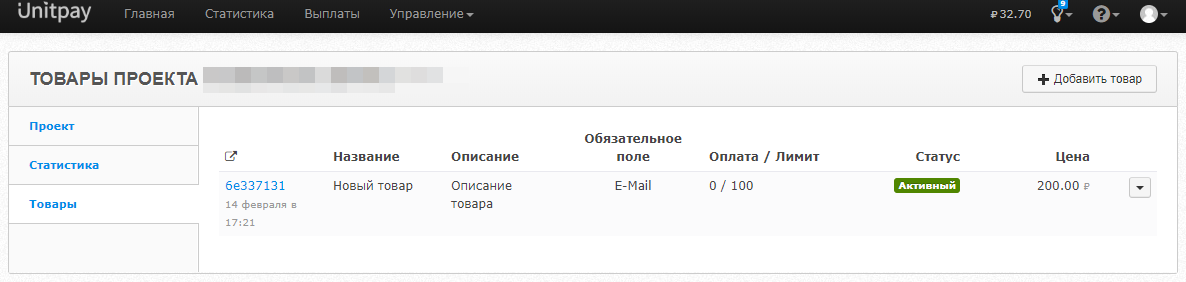 Unitpay Главная Статистика Выплаты Управление ₽32.70 9 ?
ТОВАРЫ ПРОЕКТА
Добавить товар
Проект
Статистика
Товары
Название Описание Обязательное поле Оплата / Лимит Статус Цена
6e337131 Новый товар Описание товара E-Mail 0 / 100 Активный 200.00 ₽
14 февраля в
17:21